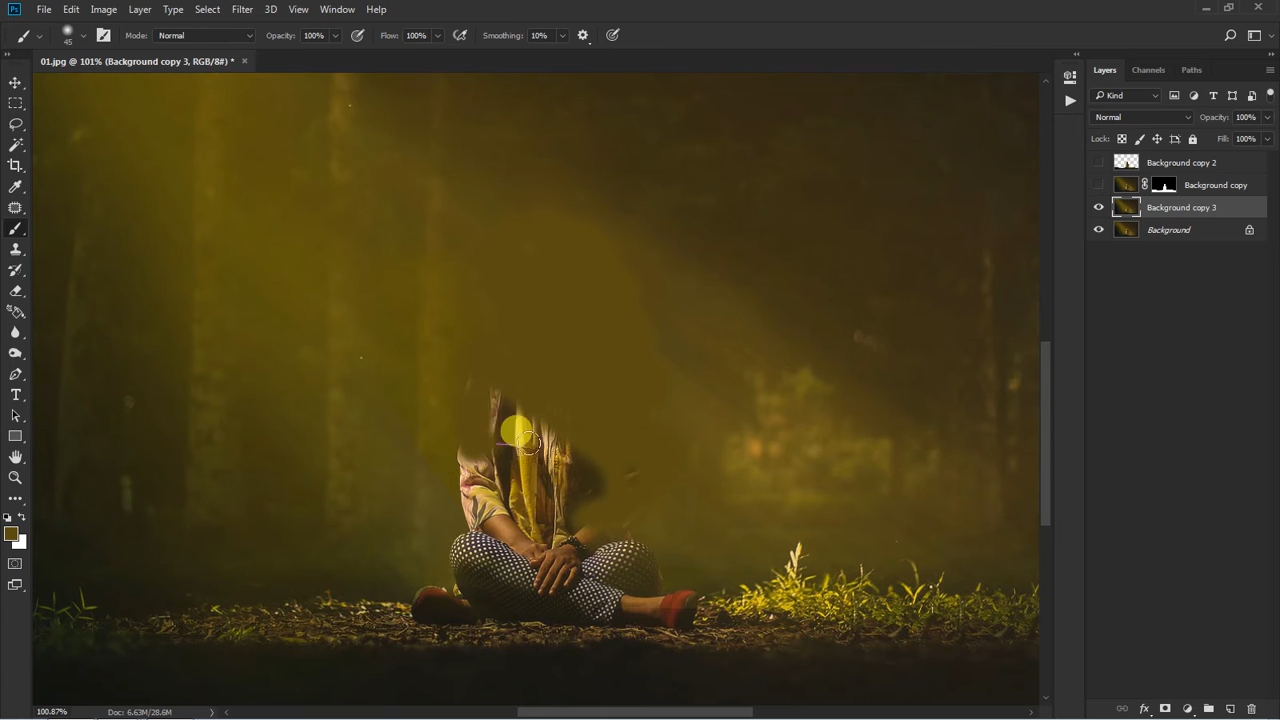 Ps File Edit Image Layer Type Select Filter 3D View Window Help
45 Mode: Normal Opacity: 100% Flow: 100% Smoothing: 10%
01.jpg @ 101% (Background copy 3, RGB/8#) *
Layers Channels Paths
Kind
Normal Opacity: 100%
Lock: Fill: 100%
Background copy 2
Background copy
Background copy 3
Background
100.87% Doc: 6.63M/28.6M